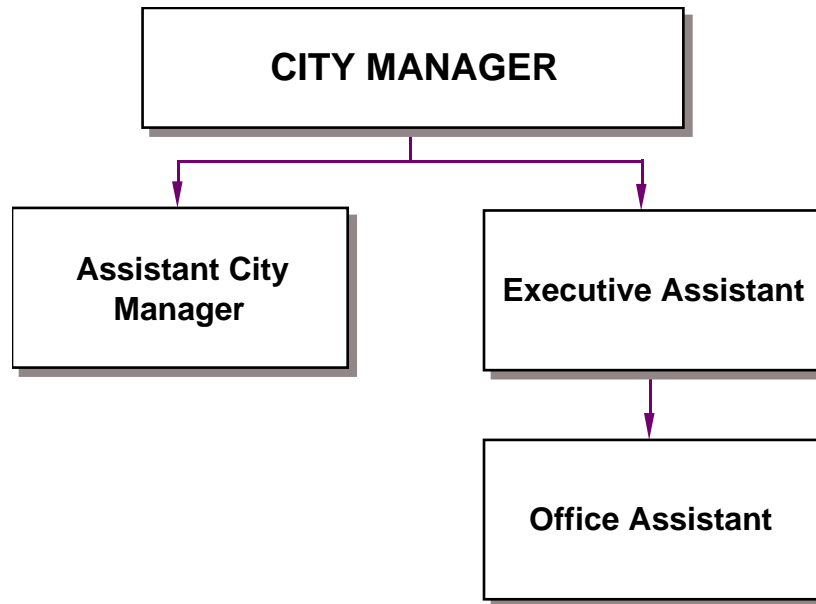 CITY MANAGER
Assistant City
Manager
Executive Assistant
Office Assistant